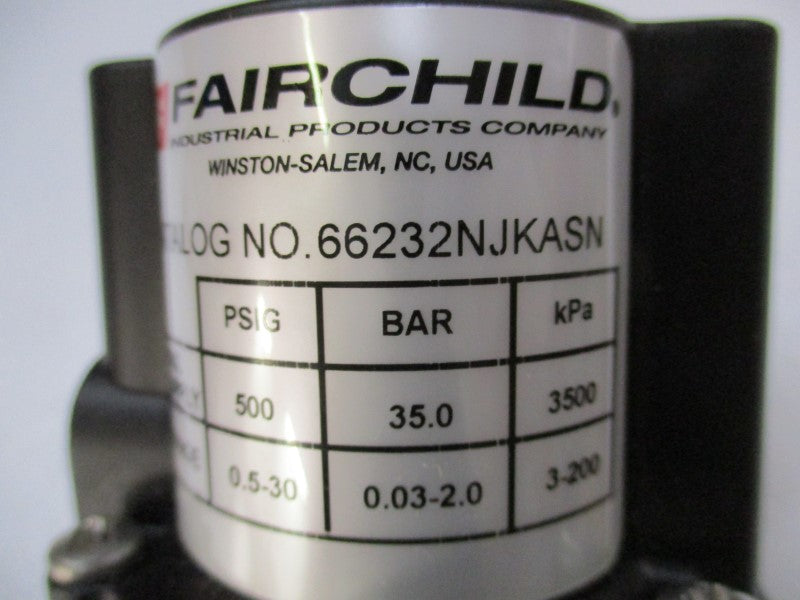 FAIRCHILD®
INDUSTRIAL PRODUCTS COMPANY
WINSTON-SALEM, NC, USA
NO. 66232NJKASN
PSIG BAR kPa
500 35.0 3500
0.5-30 0.03-2.0 3-200